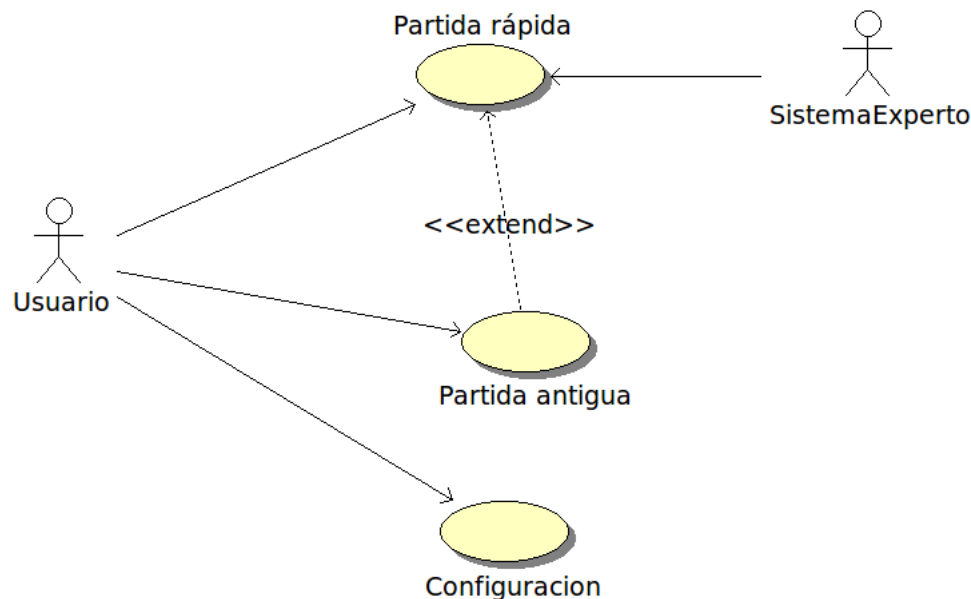 Partida rápida
SistemaExperto
<<extend>>
Usuario
Partida antigua
Configuracion